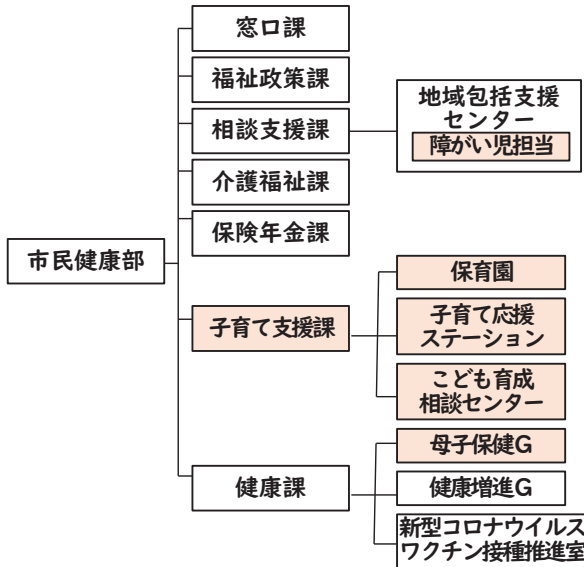 窓口課
福祉政策課
相談支援課
地域包括支援
センター
障がい児担当
介護福祉課
保険年金課
市民健康部
子育て支援課
保育園
子育て応援
ステーション
こども育成
相談センター
健康課
母子保健G
健康増進G
新型コロナウイルス
ワクチン接種推進室